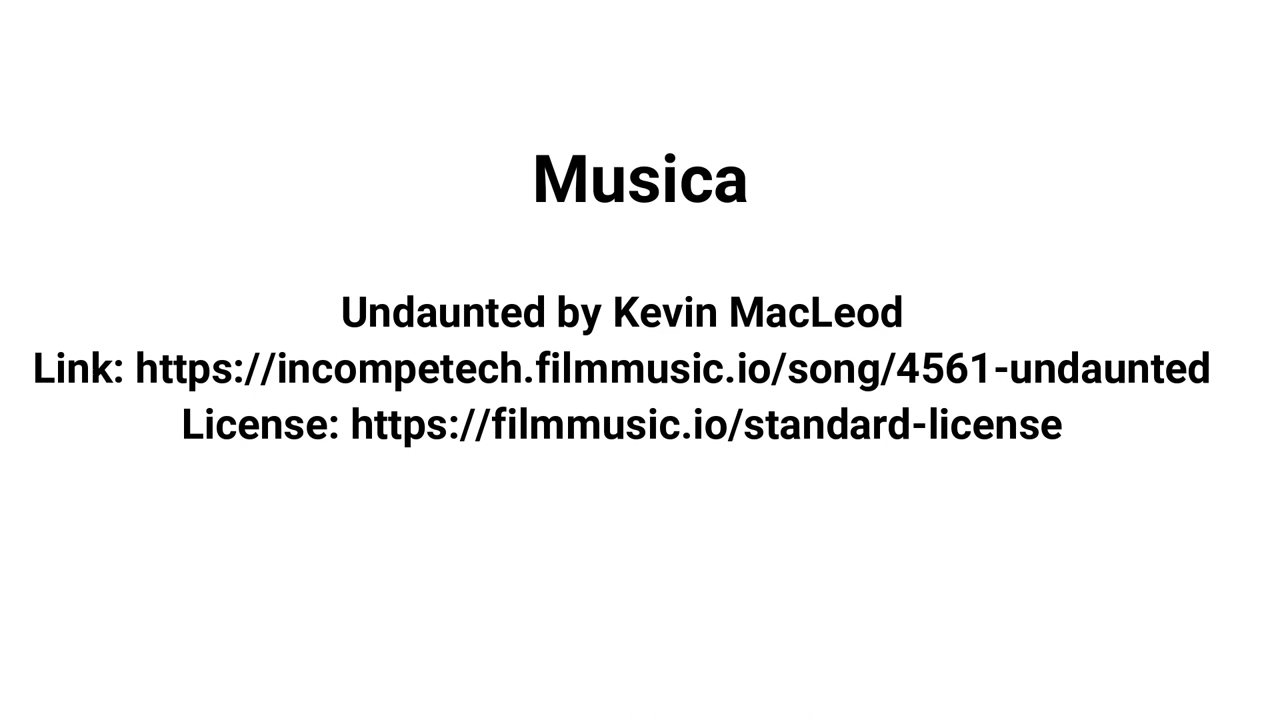 Musica
Undaunted by Kevin MacLeod
Link: https://incompetech.filmmusic.io/song/4561-undaunted
License: https://filmmusic.io/standard-license